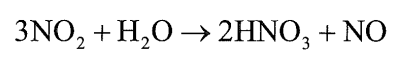 3NO₂ + H₂O → 2HNO₃ + NO